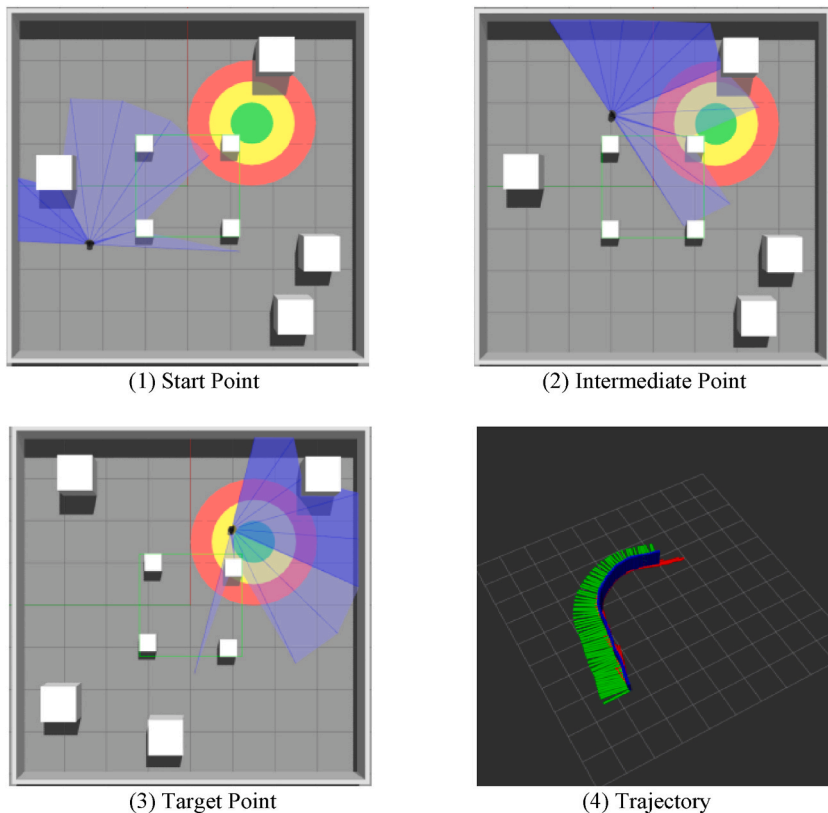 (1) Start Point
(2) Intermediate Point
(3) Target Point
(4) Trajectory